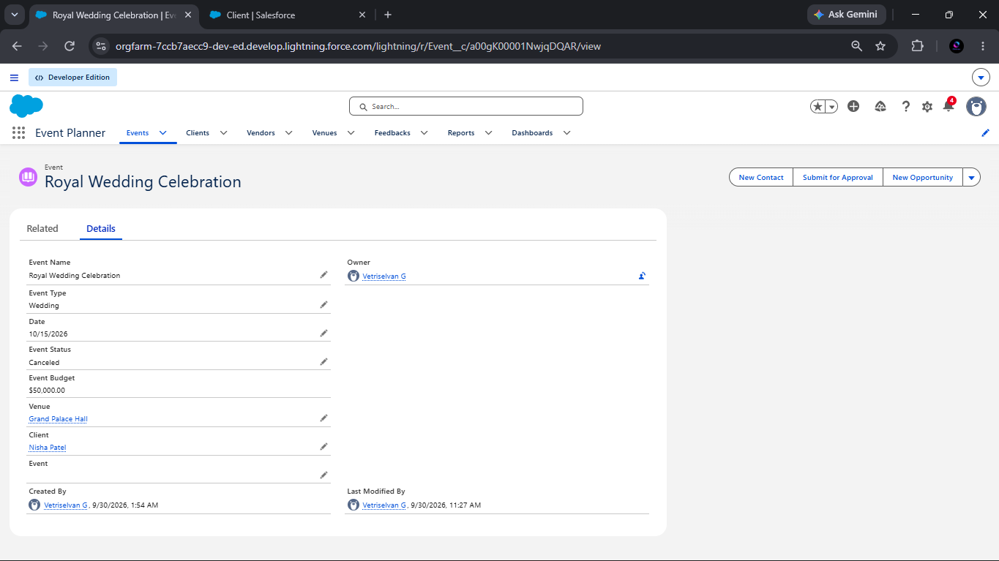 Royal Wedding Celebration | Eve
Client | Salesforce
Ask Gemini
orgfarm-7ccb7aecc9-dev-ed.develop.lightning.force.com/lightning/r/Event__c/a00gK00001NwjqDQAR/view
Developer Edition
Search...
4
Event Planner
Events
Clients
Vendors
Venues
Feedbacks
Reports
Dashboards
Event
Royal Wedding Celebration
New Contact
Submit for Approval
New Opportunity
Related
Details
Event Name
Royal Wedding Celebration
Owner
Vetriselvan G
Event Type
Wedding
Date
10/15/2026
Event Status
Canceled
Event Budget
$50,000.00
Venue
Grand Palace Hall
Client
Nisha Patel
Event
Created By
Vetriselvan G, 9/30/2026, 1:54 AM
Last Modified By
Vetriselvan G, 9/30/2026, 11:27 AM